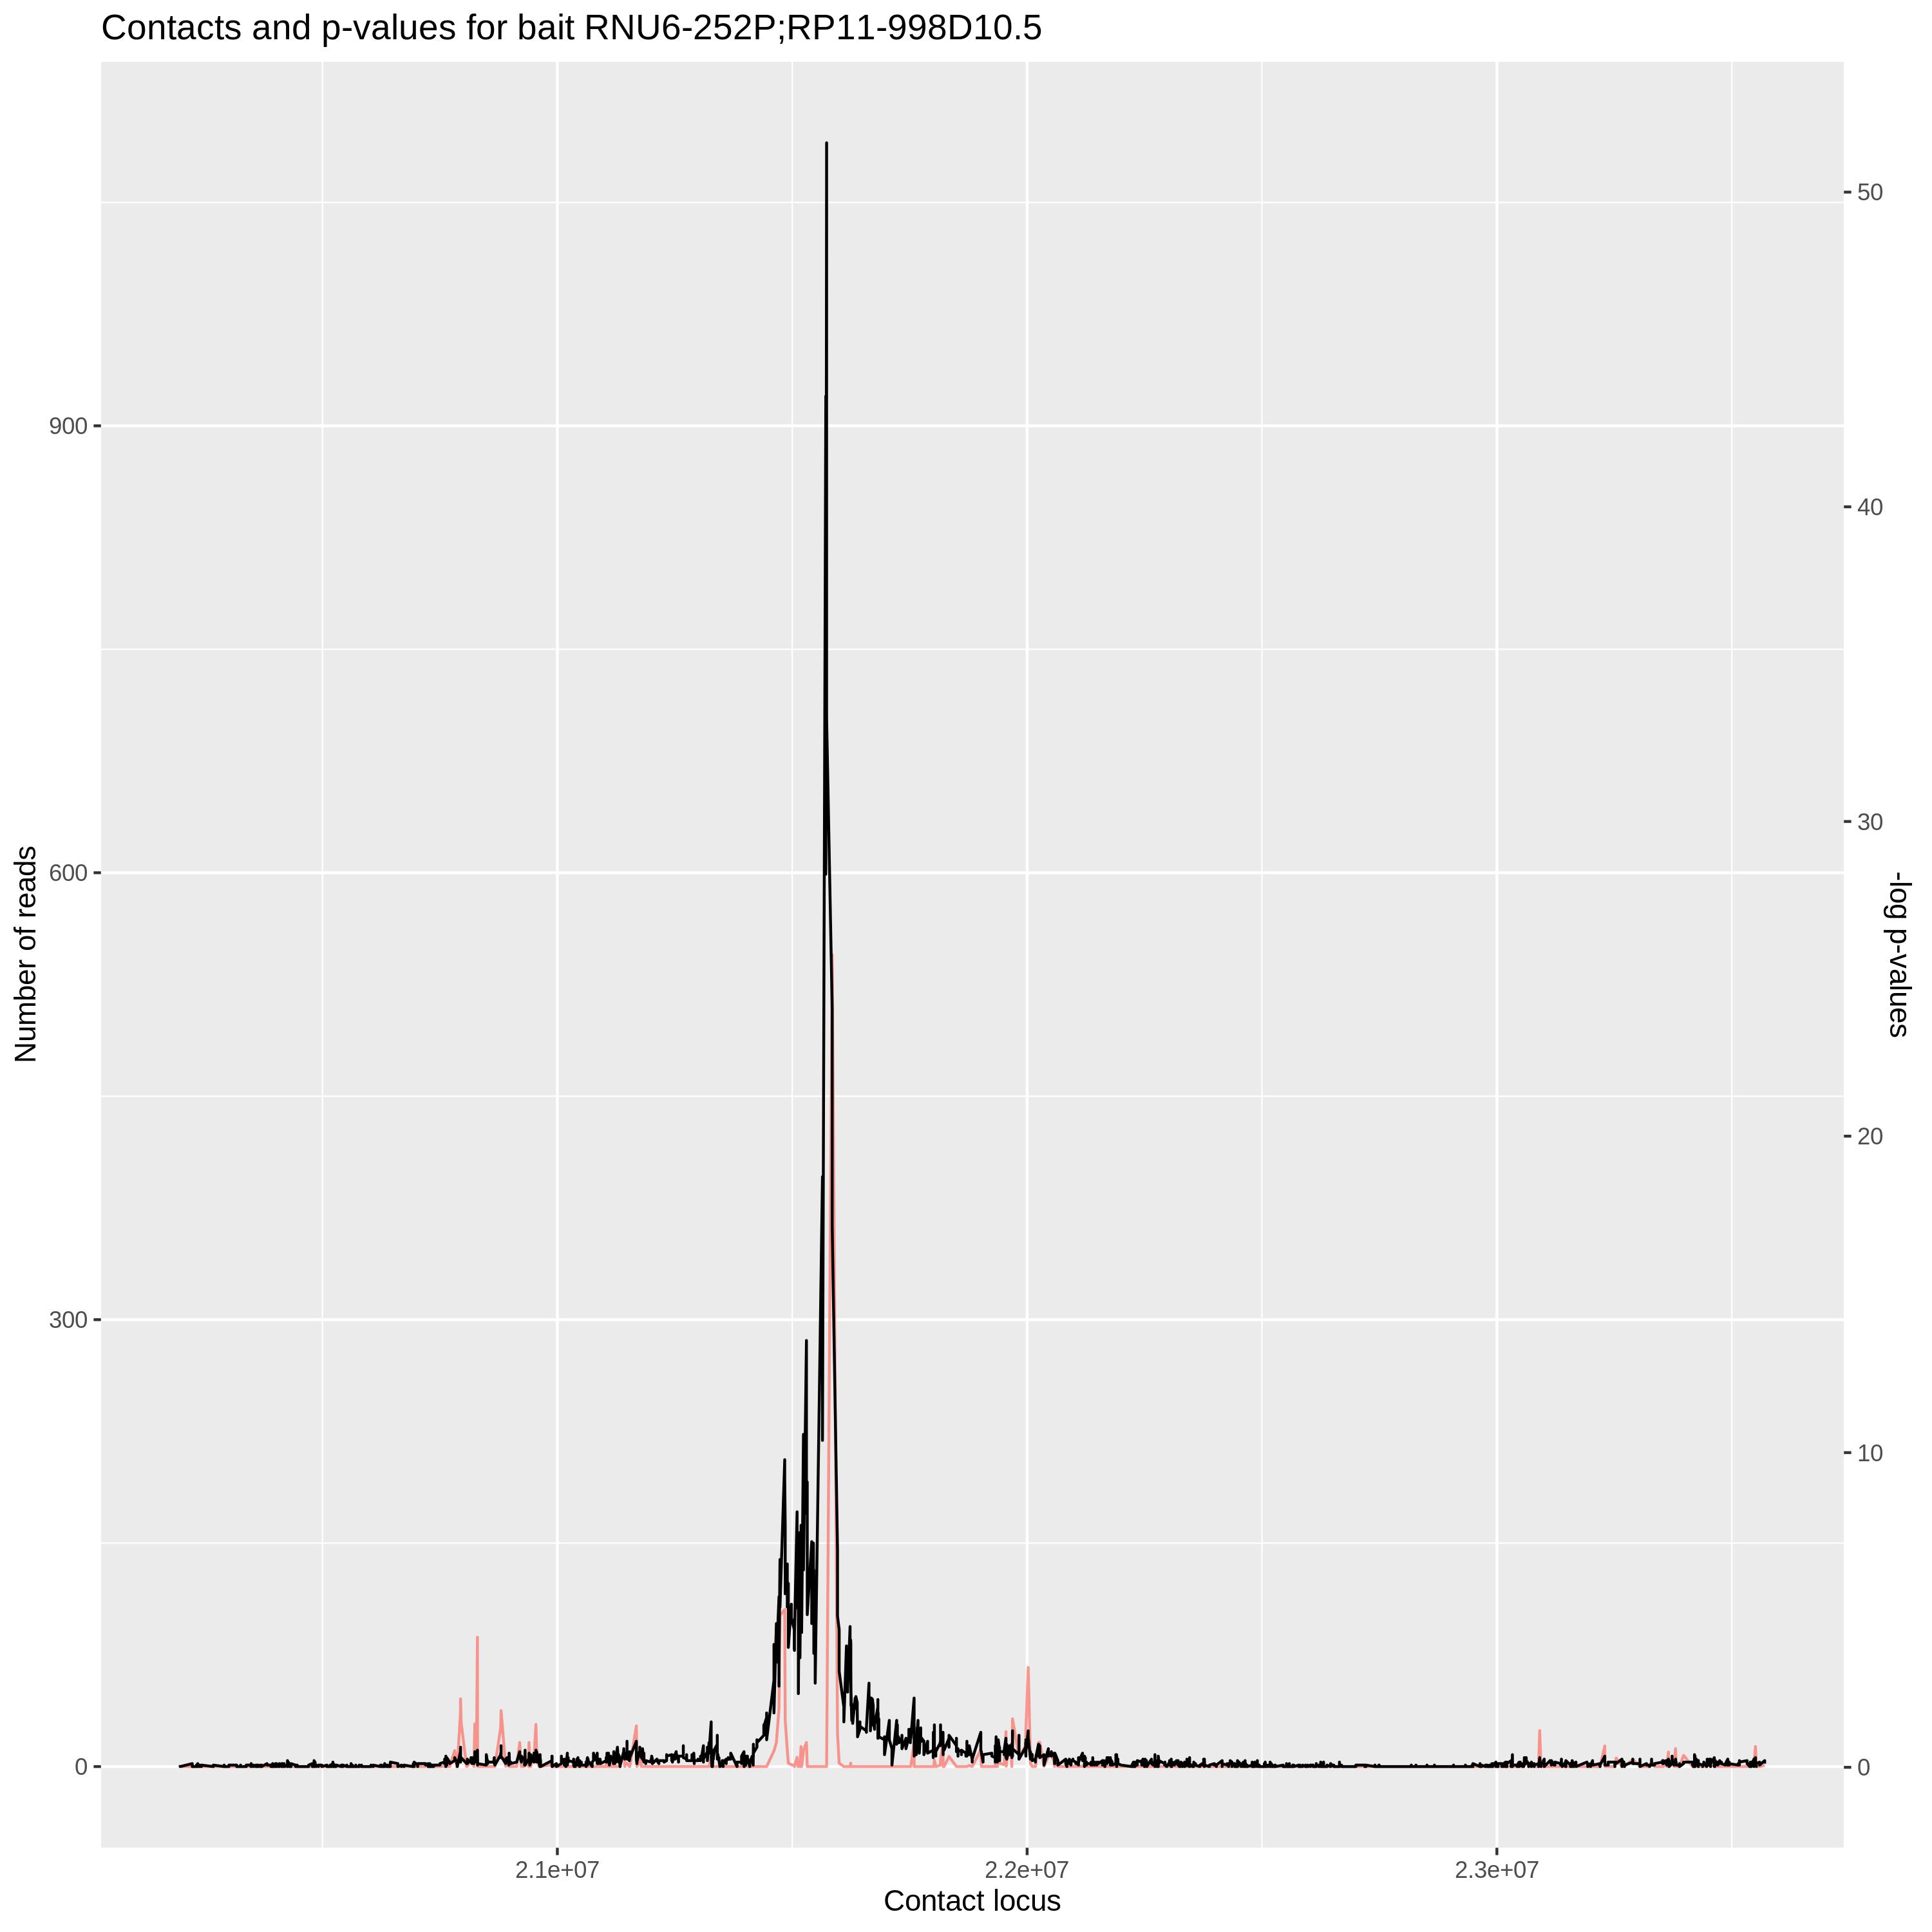 Contacts and p-values for bait RNU6-252P;RP11-998D10.5
Number of reads
900
600
300
0
50
40
30
20
10
0
-log p-values
2.1e+07 2.2e+07 2.3e+07
Contact locus